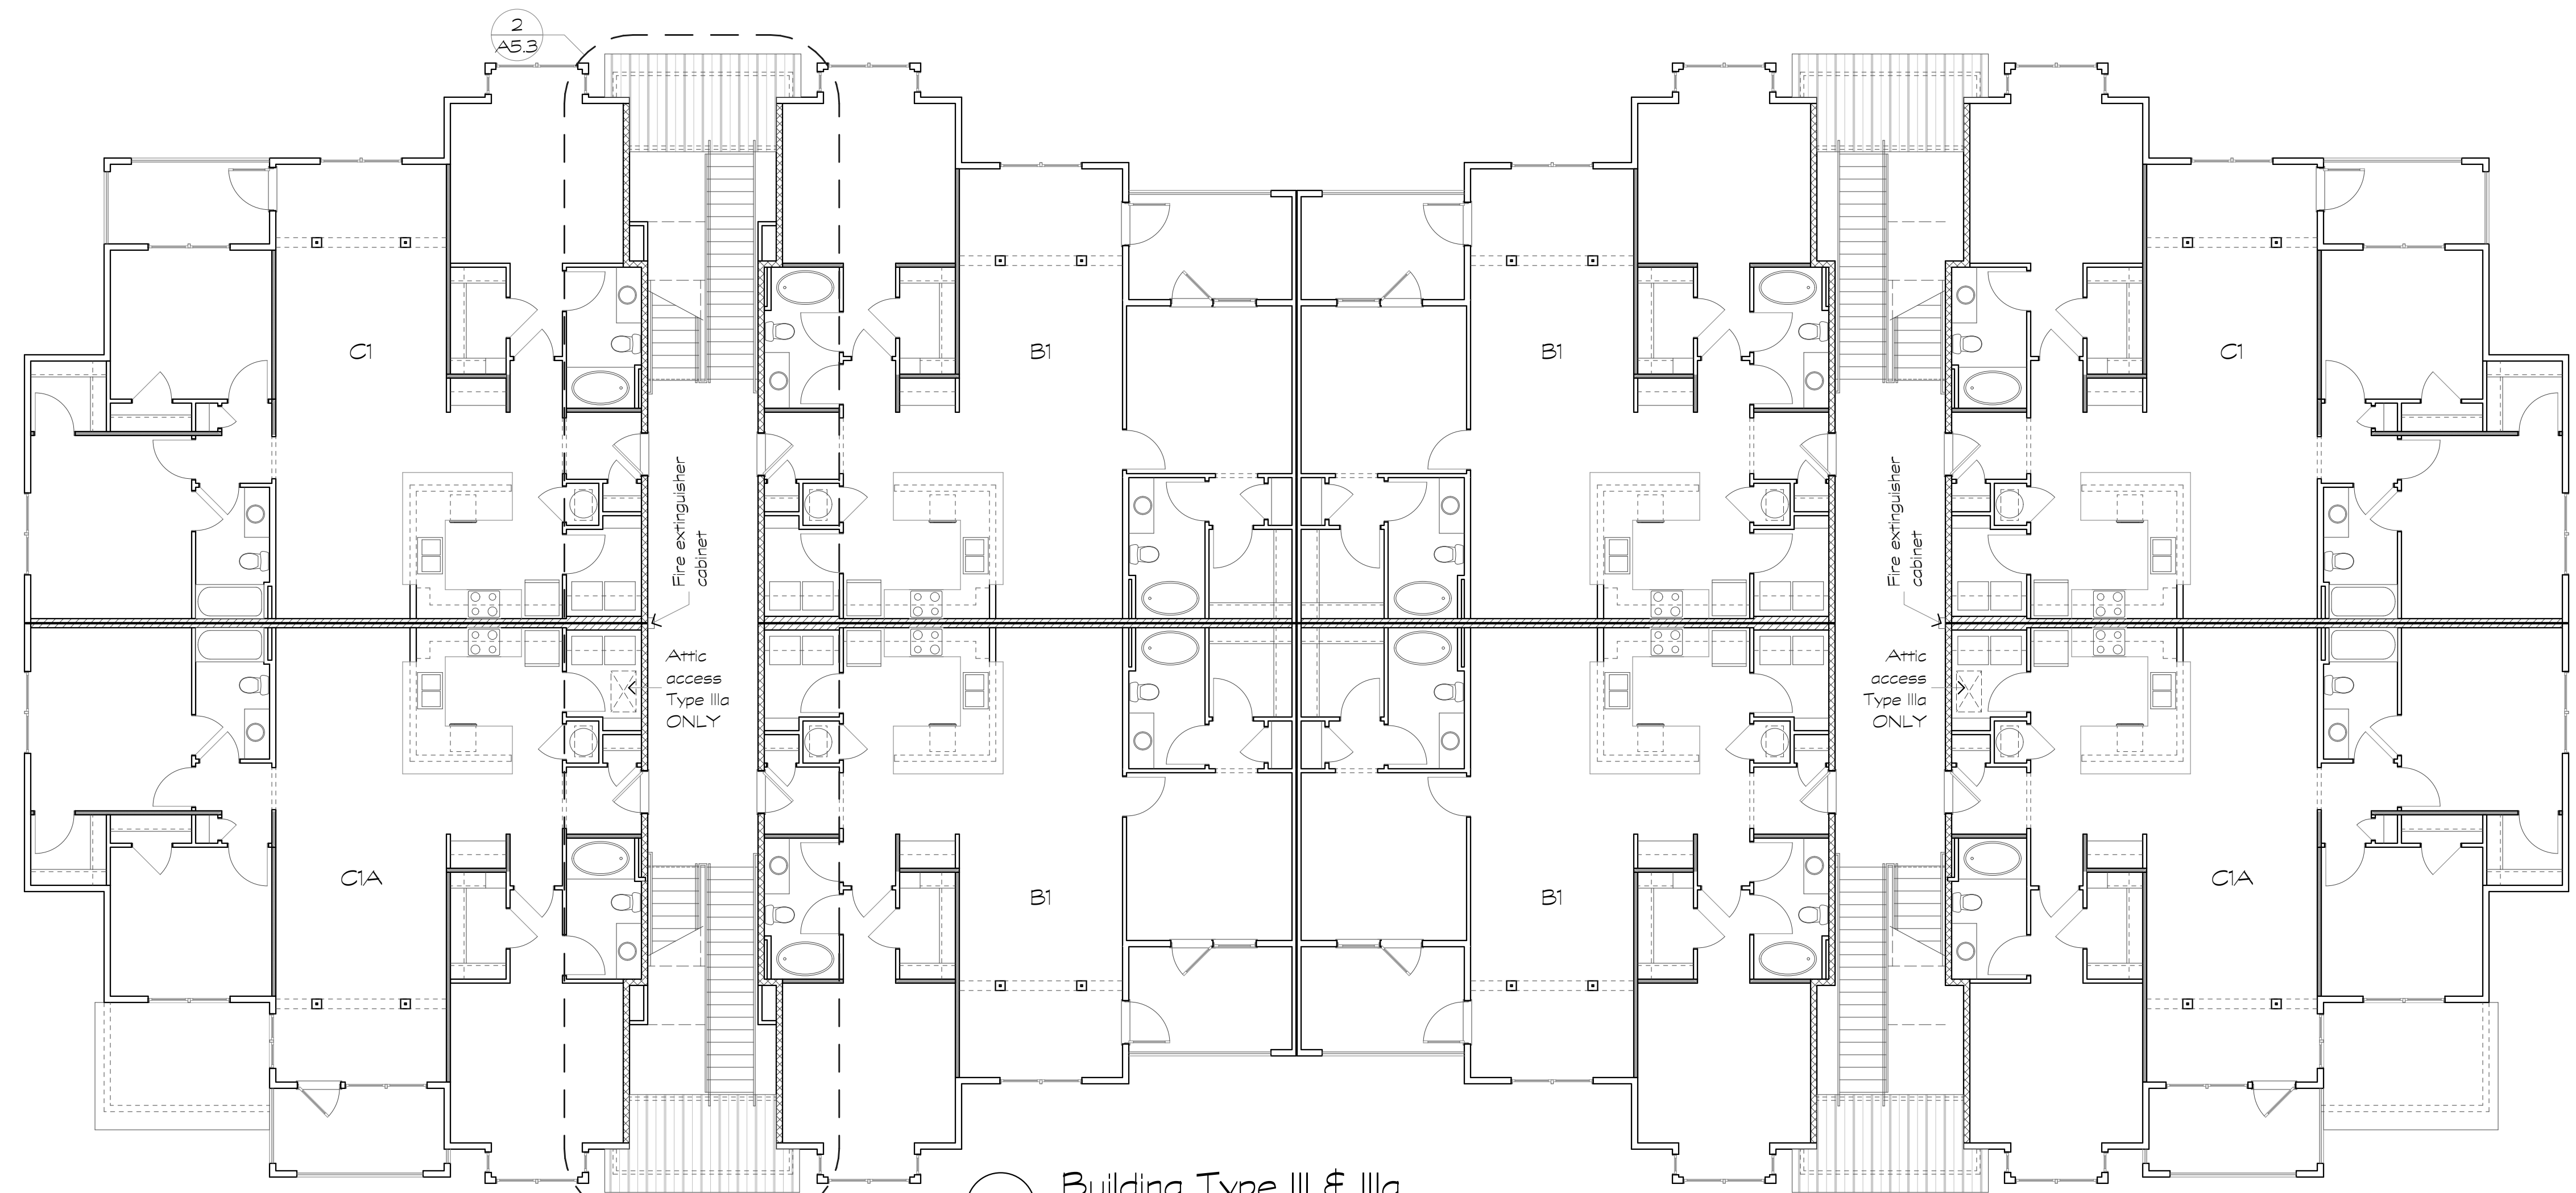 2
A5.3
C1
B1
B1
C1
Fire extinguisher
cabinet
Fire extinguisher
cabinet
Attic
access
Type IIIa
ONLY
Attic
access
Type IIIa
ONLY
C1A
B1
B1
C1A
Building Type III & IIIa